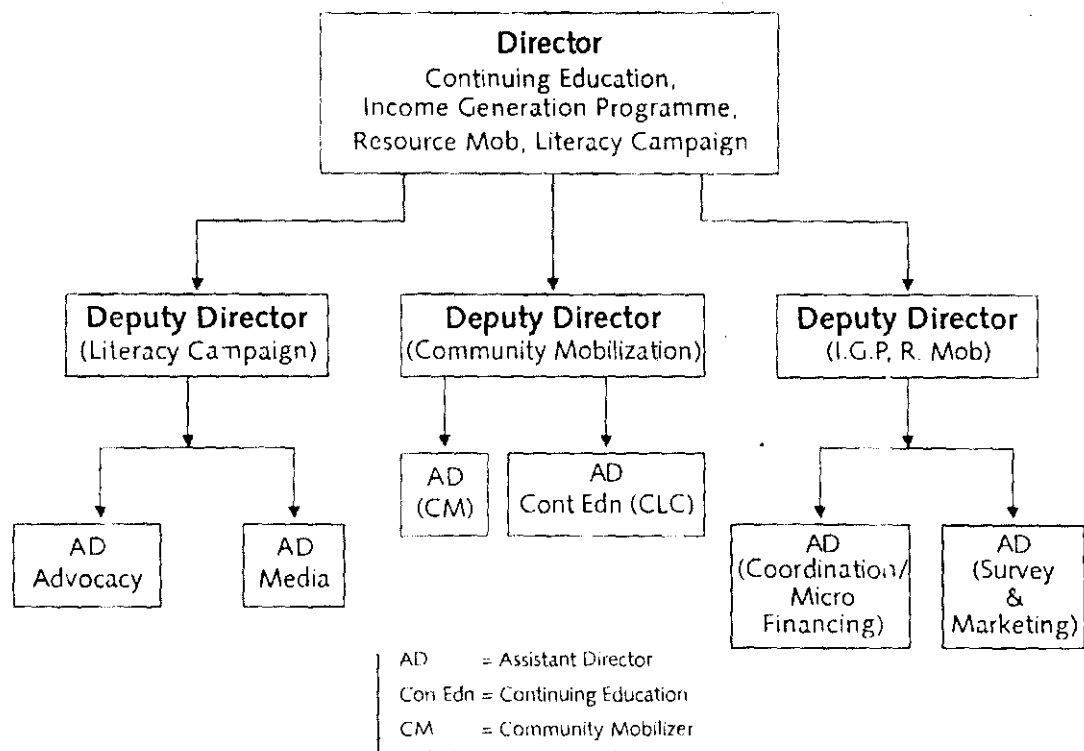 Director
Continuing Education,
Income Generation Programme,
Resource Mob, Literacy Campaign
Deputy Director
(Literacy Campaign)
Deputy Director
(Community Mobilization)
Deputy Director
(I.G.P, R. Mob)
AD
Advocacy
AD
Media
AD
(CM)
AD
Cont Edn (CLC)
AD
(Coordination/
Micro
Financing)
AD
(Survey
&
Marketing)
AD = Assistant Director
Con Edn = Continuing Education
CM = Community Mobilizer